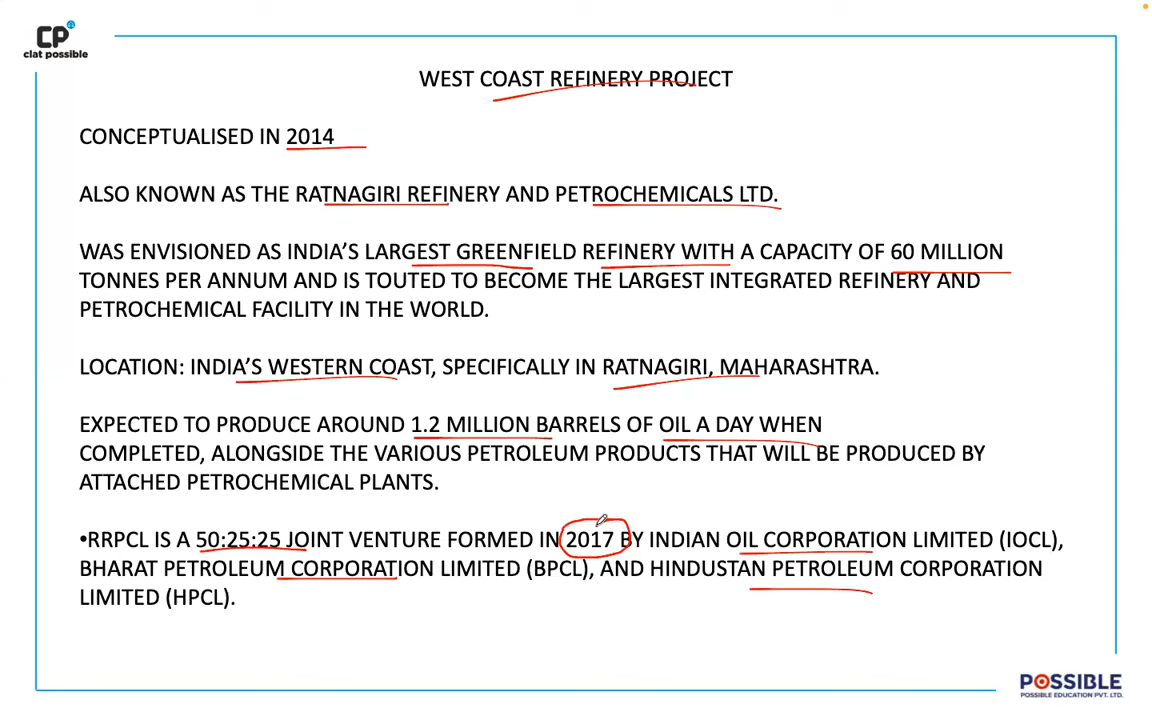 CP
clat possible
WEST COAST REFINERY PROJECT
CONCEPTUALISED IN 2014
ALSO KNOWN AS THE RATNAGIRI REFINERY AND PETROCHEMICALS LTD.
WAS ENVISIONED AS INDIA'S LARGEST GREENFIELD REFINERY WITH A CAPACITY OF 60 MILLION
TONNES PER ANNUM AND IS TOUTED TO BECOME THE LARGEST INTEGRATED REFINERY AND
PETROCHEMICAL FACILITY IN THE WORLD.
LOCATION: INDIA'S WESTERN COAST, SPECIFICALLY IN RATNAGIRI, MAHARASHTRA.
EXPECTED TO PRODUCE AROUND 1.2 MILLION BARRELS OF OIL A DAY WHEN
COMPLETED, ALONGSIDE THE VARIOUS PETROLEUM PRODUCTS THAT WILL BE PRODUCED BY
ATTACHED PETROCHEMICAL PLANTS.
•RRPCL IS A 50:25:25 JOINT VENTURE FORMED IN 2017 BY INDIAN OIL CORPORATION LIMITED (IOCL),
BHARAT PETROLEUM CORPORATION LIMITED (BPCL), AND HINDUSTAN PETROLEUM CORPORATION
LIMITED (HPCL).
POSSIBLE
POSSIBLE EDUCATION PVT. LTD.